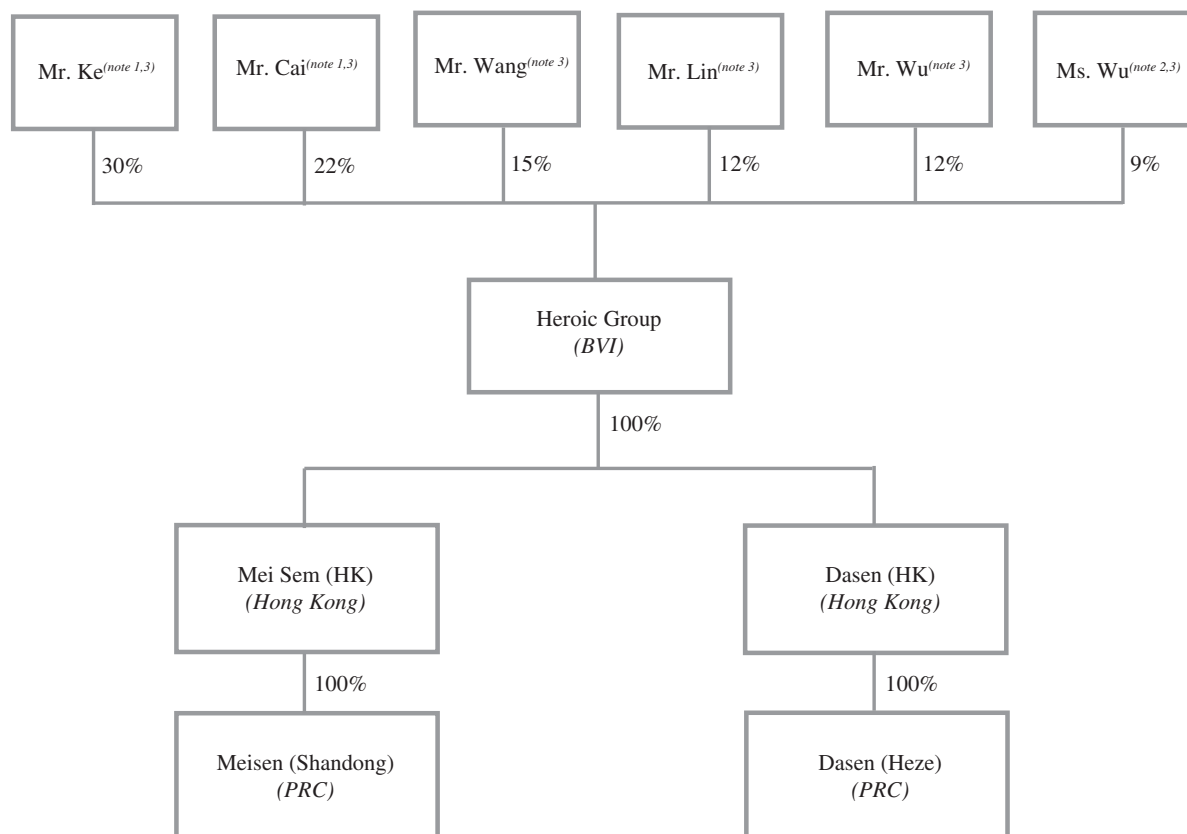 Mr. Ke(note 1,3)
Mr. Cai(note 1,3)
Mr. Wang(note 3)
Mr. Lin(note 3)
Mr. Wu(note 3)
Ms. Wu(note 2,3)
30%
22%
15%
12%
12%
9%
Heroic Group
(BVI)
100%
Mei Sem (HK)
(Hong Kong)
Dasen (HK)
(Hong Kong)
100%
100%
Meisen (Shandong)
(PRC)
Dasen (Heze)
(PRC)